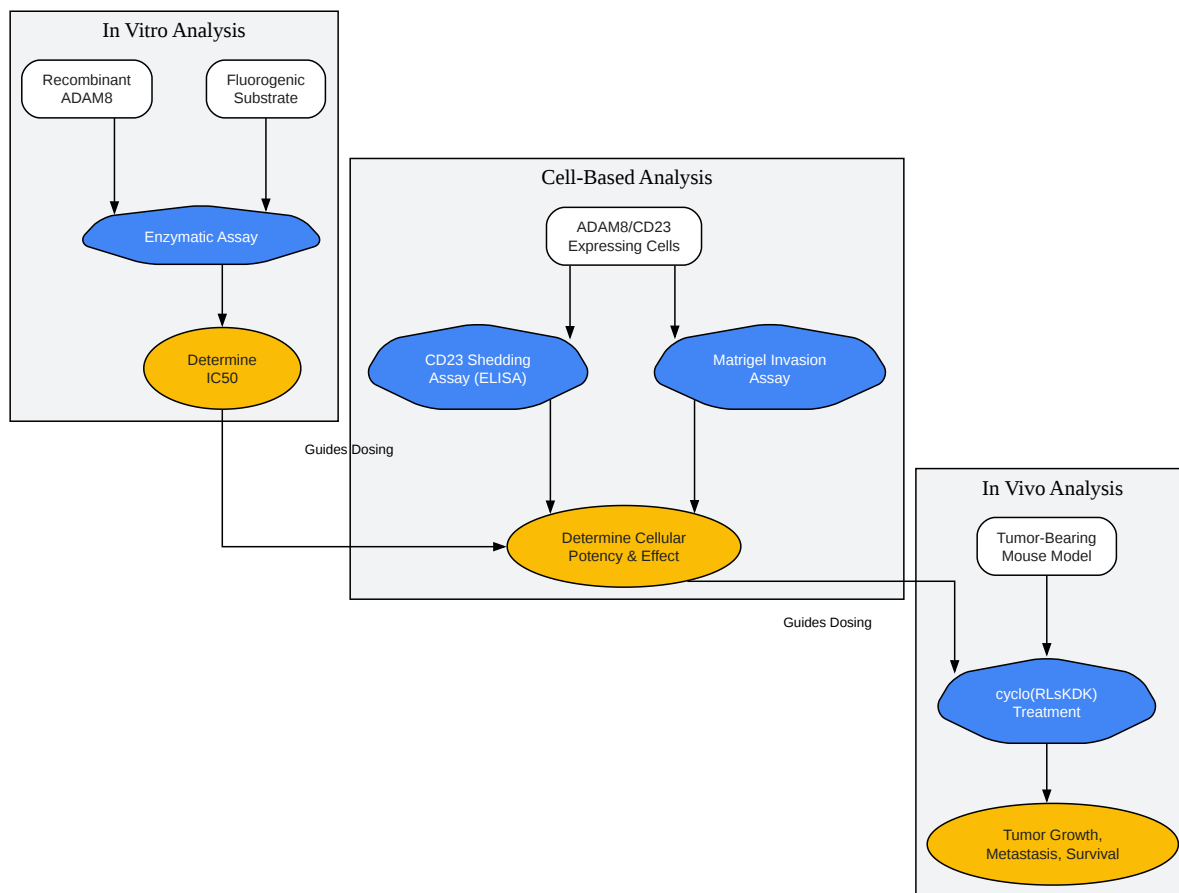 In Vitro Analysis
Recombinant
ADAM8
Fluorogenic
Substrate
Enzymatic Assay
Determine
IC50
Guides Dosing
Cell-Based Analysis
ADAM8/CD23
Expressing Cells
CD23 Shedding
Assay (ELISA)
Matrigel Invasion
Assay
Determine Cellular
Potency & Effect
Guides Dosing
In Vivo Analysis
Tumor-Bearing
Mouse Model
cyclo(RLsKDK)
Treatment
Tumor Growth,
Metastasis, Survival